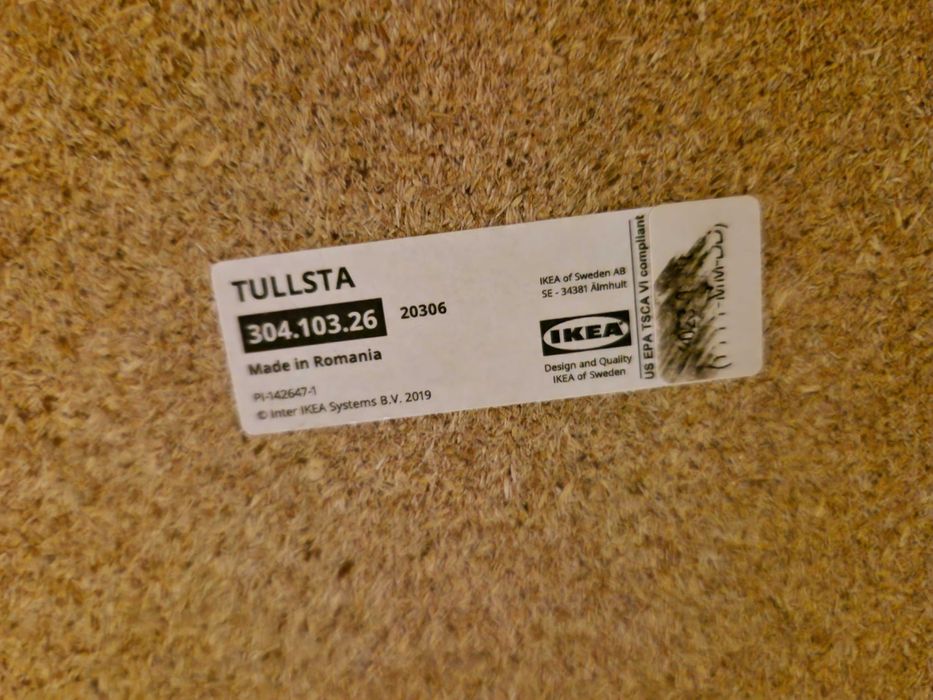 TULLSTA
304.103.26
20306
Made in Romania
PI-142647-1
© Inter IKEA Systems B.V. 2019
IKEA of Sweden AB
SE - 34381 Älmhult
IKEA
Design and Quality
IKEA of Sweden
US EPA TSCA VI compliant